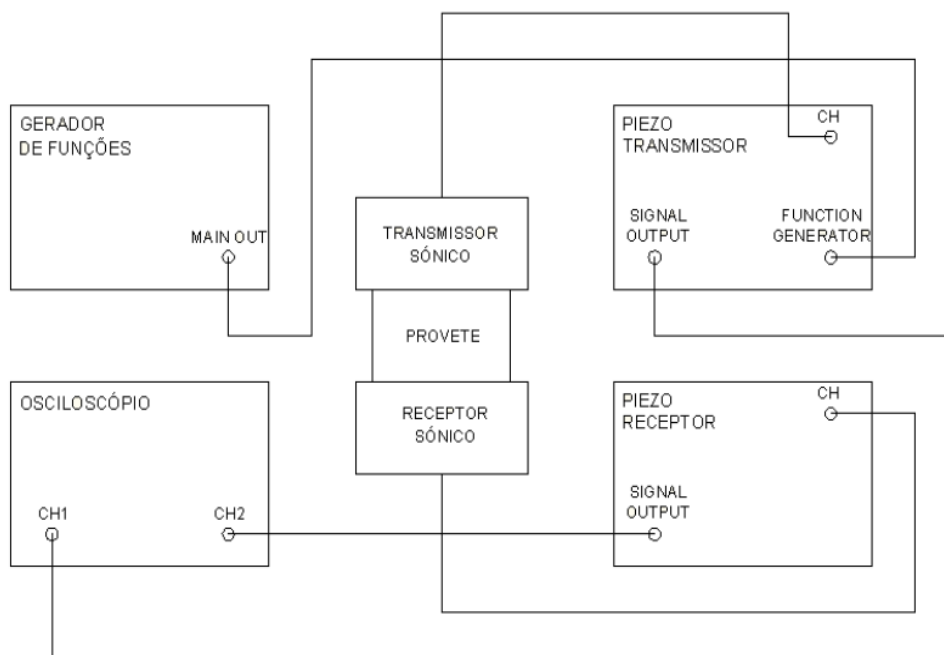 GERADOR
DE FUNÇÕES
MAIN OUT
TRANSMISSOR
SÓNICO
PIEZO
TRANSMISSOR
CH
SIGNAL
OUTPUT
FUNCTION
GENERATOR
PROVETE
OSCILOSCÓPIO
CH1
CH2
RECEPTOR
SÓNICO
PIEZO
RECEPTOR
CH
SIGNAL
OUTPUT